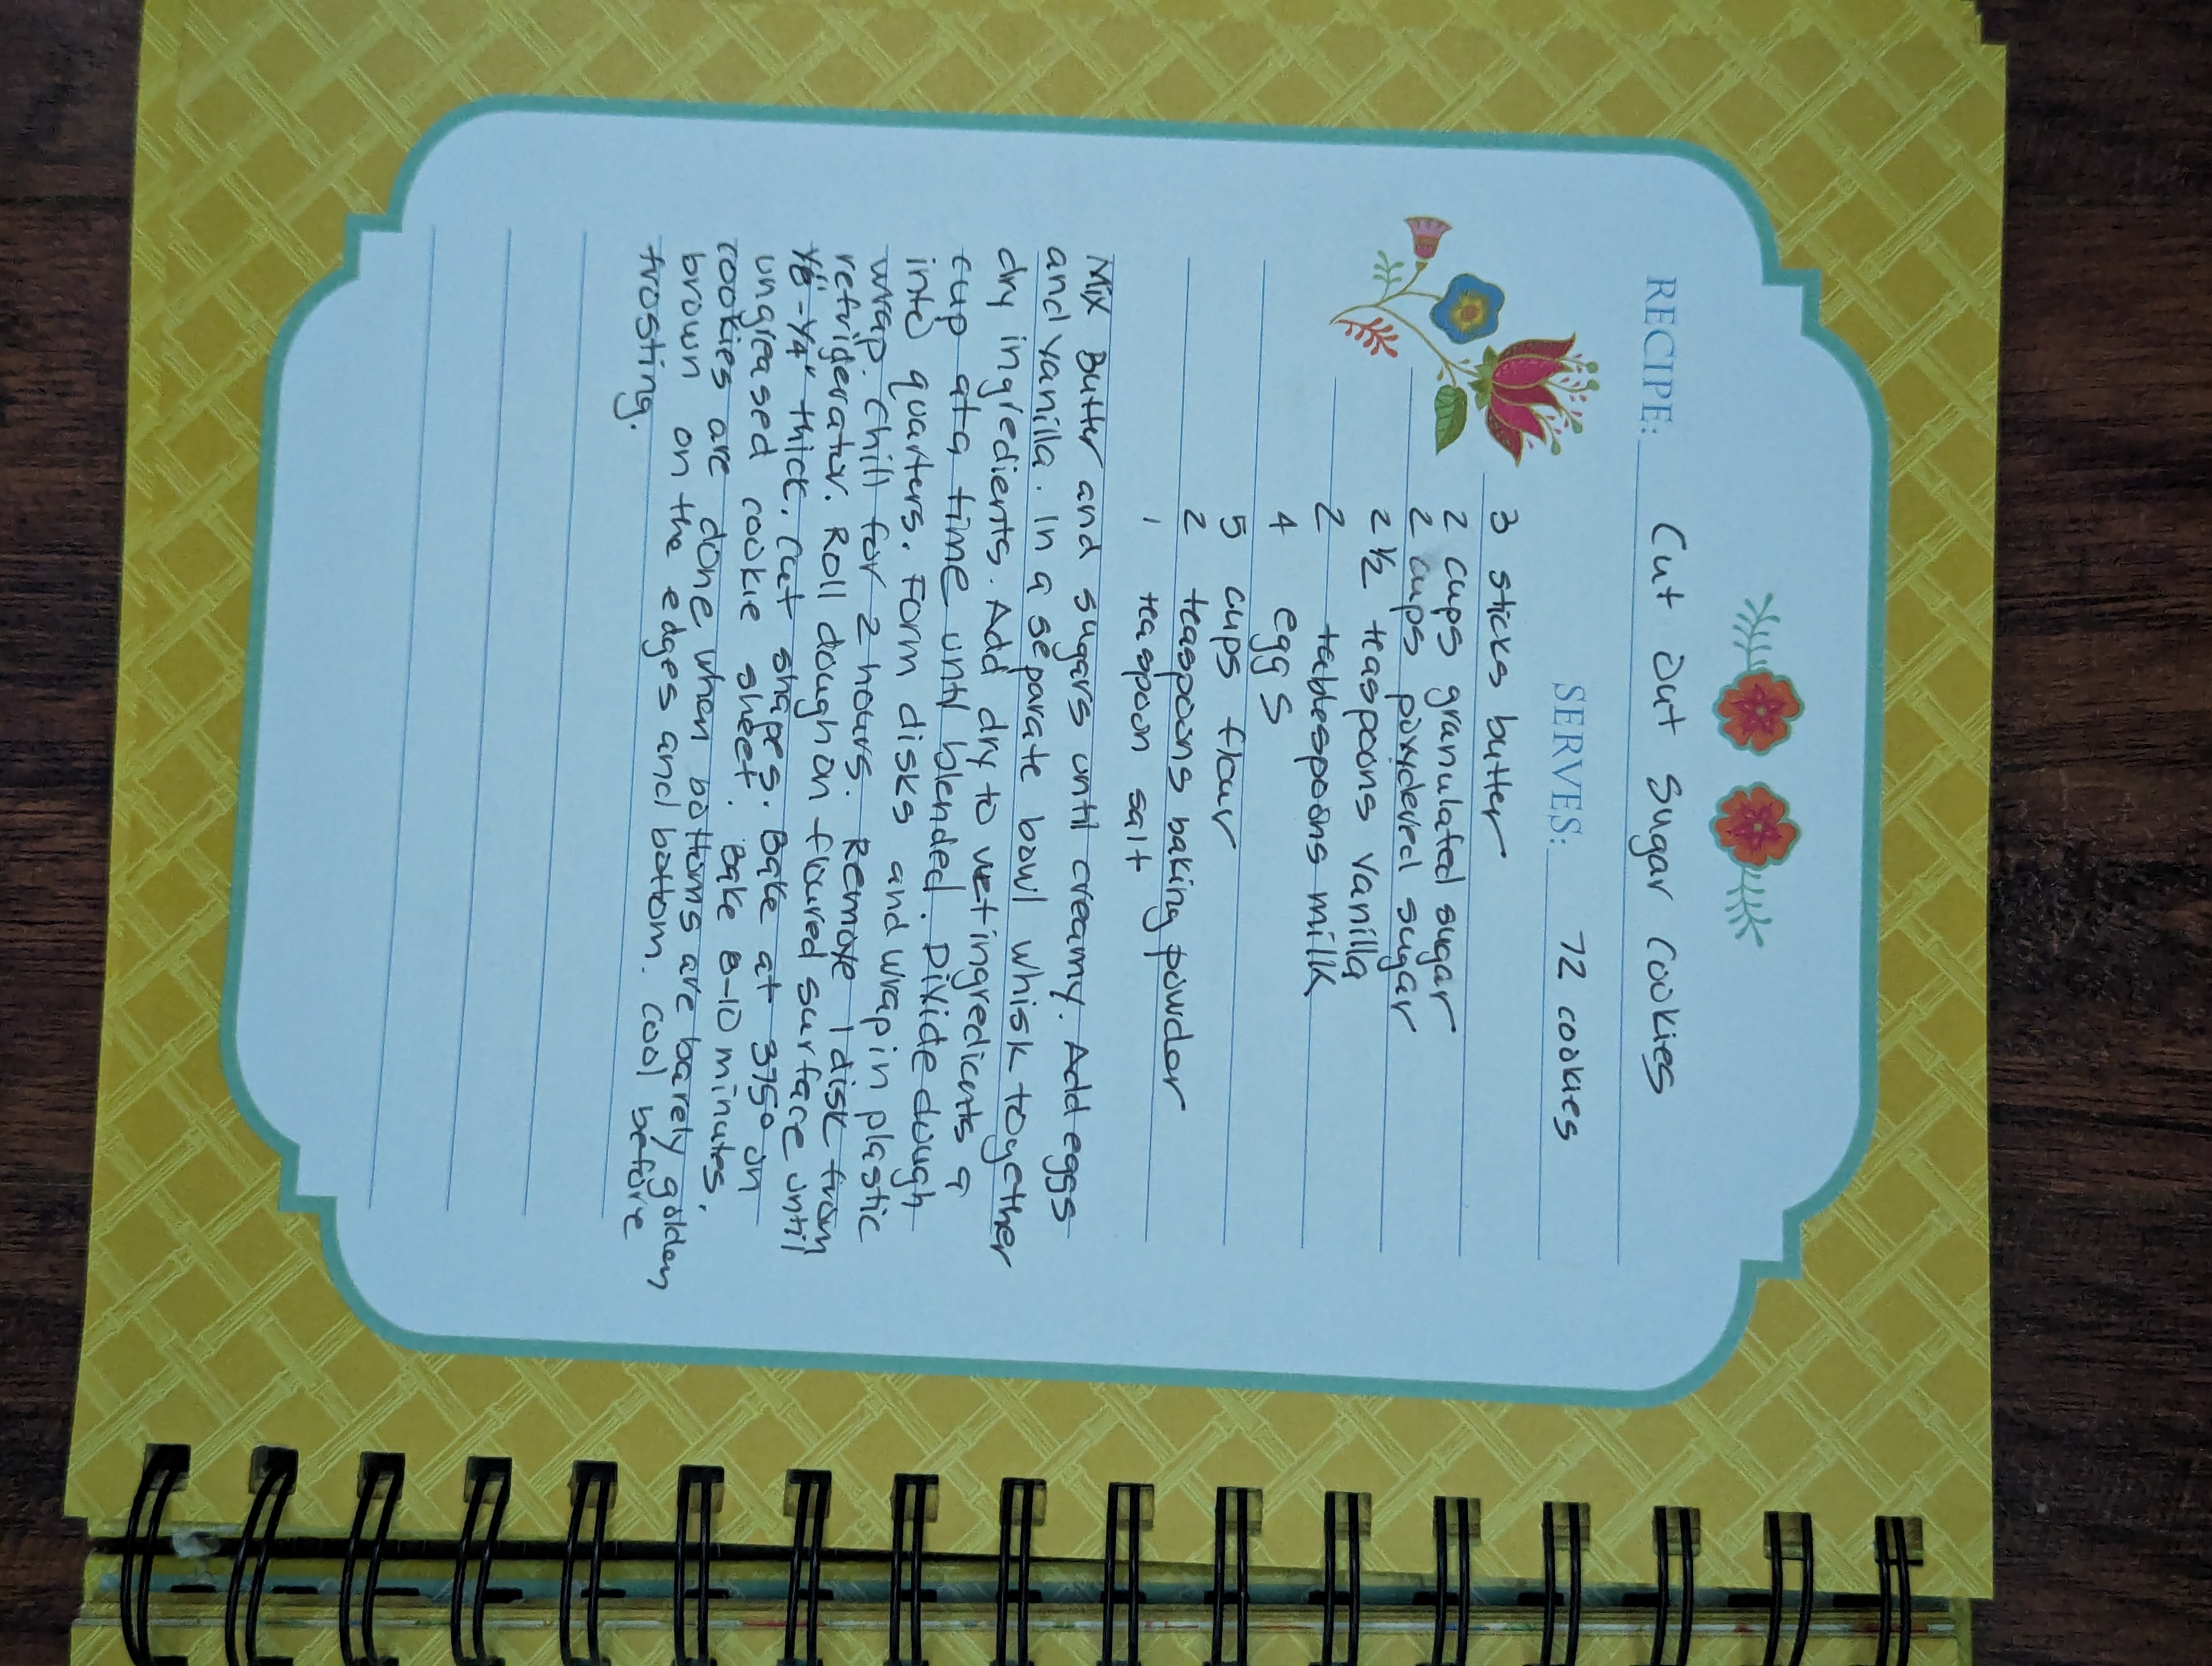 RECIPE: Cut Out Sugar Cookies
SERVES: 72 cookies
3 sticks butter
2 cups granulated sugar
2 cups powdered sugar
2 1/2 teaspoons vanilla
2 tablespoons milk
4 eggs
5 cups flour
2 teaspoons baking powder
1 teaspoon salt
Mix Butter and sugars until creamy. Add eggs
and vanilla. In a separate bowl whisk together
dry ingredients. Add dry to wet ingredients a
cup at a time until blended. Divide dough
into quarters. Form disks and wrap in plastic
wrap. Chill for 2 hours. Remove 1 disk from
refrigerator. Roll dough on floured surface until
1/8"-1/4" thick. Cut shapes. Bake at 375° on
ungreased cookie sheet. Bake 8-10 minutes.
Cookies are done when bottoms are barely golden
brown on the edges and bottom. Cool before
frosting.